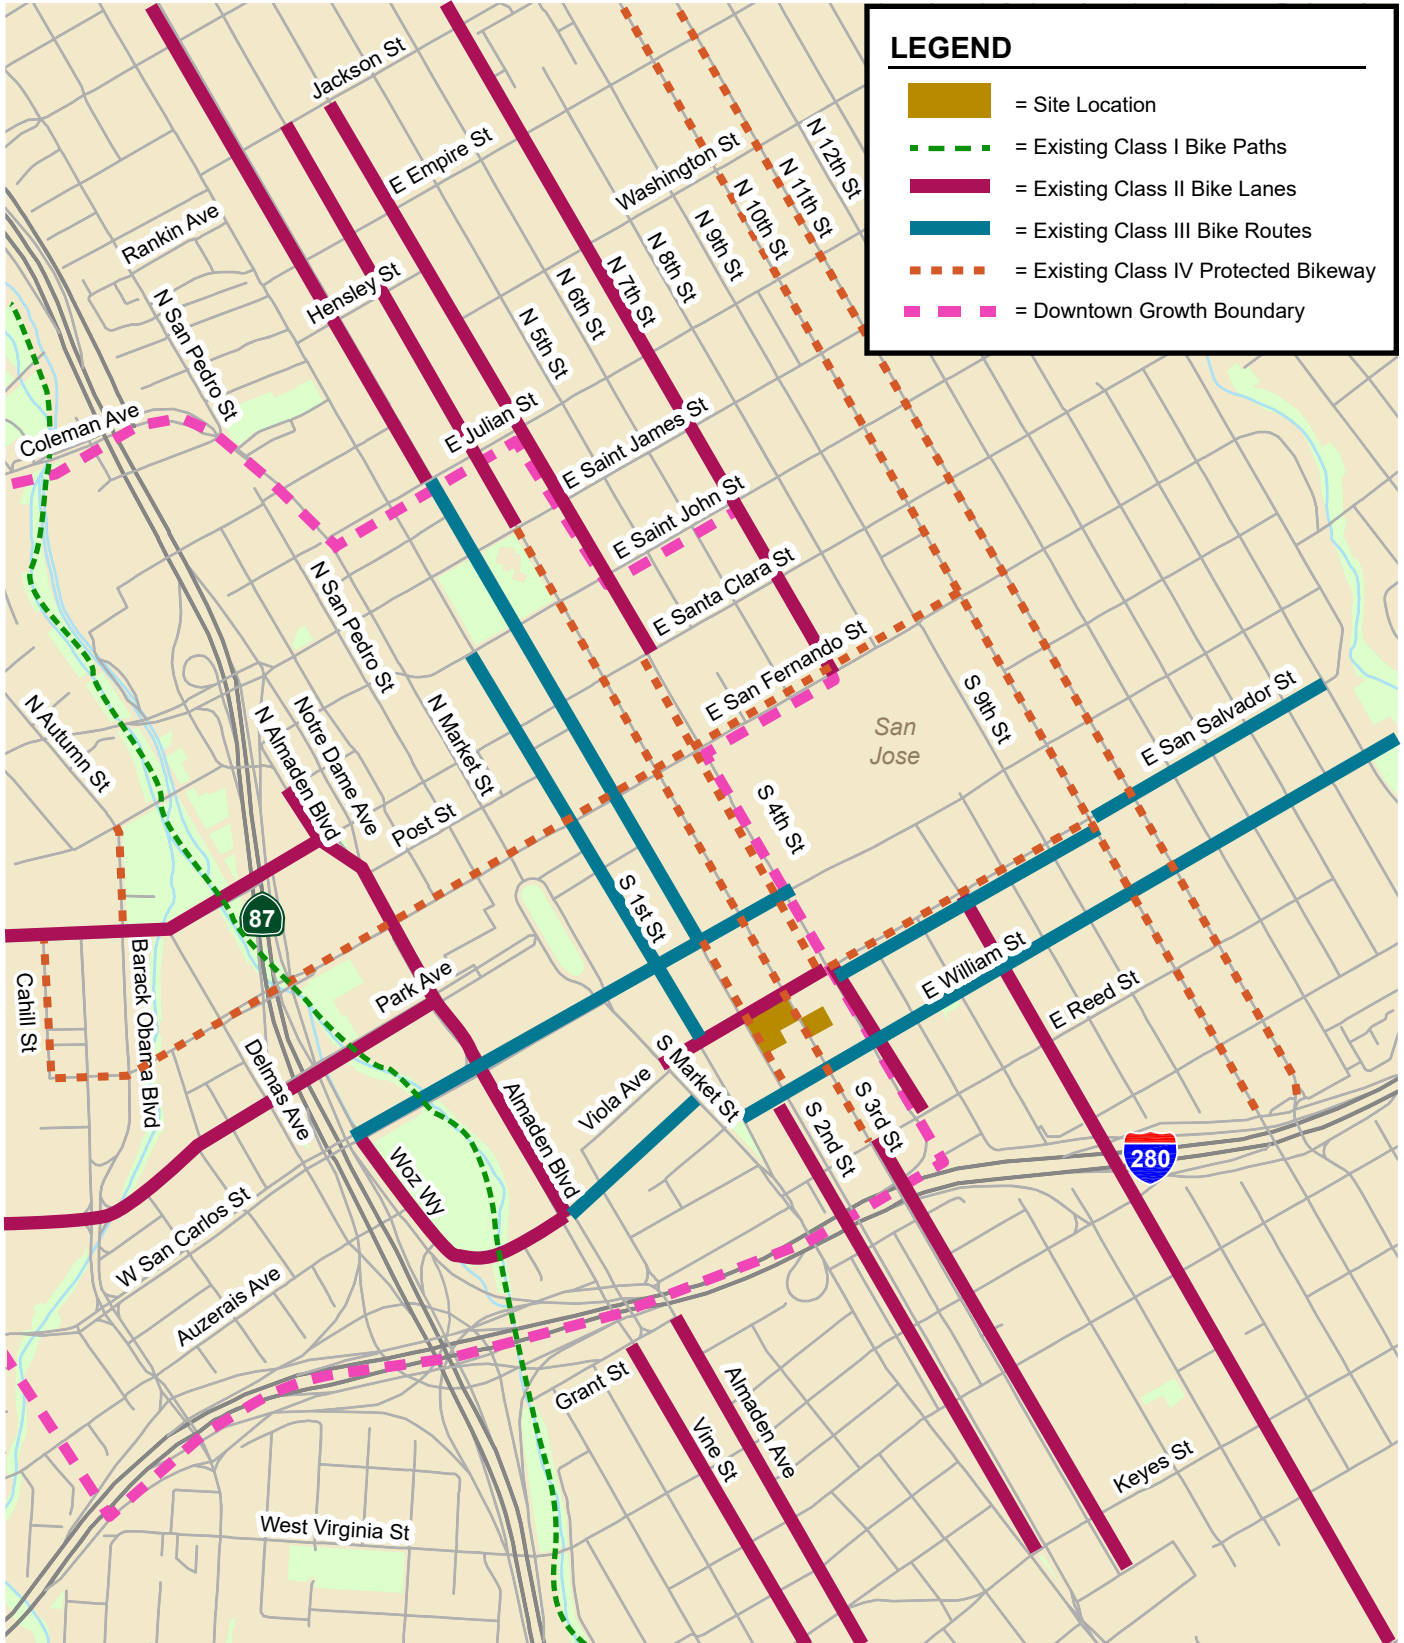 LEGEND
= Site Location
= Existing Class I Bike Paths
= Existing Class II Bike Lanes
= Existing Class III Bike Routes
= Existing Class IV Protected Bikeway
= Downtown Growth Boundary
Jackson St
E Empire St
Washington St
N 12th St
N 11th St
N 10th St
N 9th St
N 8th St
N 7th St
N 6th St
N 5th St
Rankin Ave
Hensley St
N San Pedro St
Coleman Ave
E Julian St
E Saint James St
E Saint John St
E Santa Clara St
N San Pedro St
E San Fernando St
N Autumn St
N Almaden Blvd
Notre Dame Ave
N Market St
Post St
San
Jose
S 9th St
E San Salvador St
S 4th St
87
S 1st St
Barack Obama Blvd
Cahill St
Park Ave
E William St
E Reed St
Delmas Ave
S Market St
Viola Ave
Almaden Blvd
S 3rd St
S 2nd St
280
Woz Wy
W San Carlos St
Auzerais Ave
Grant St
Almaden Ave
Vine St
Keyes St
West Virginia St